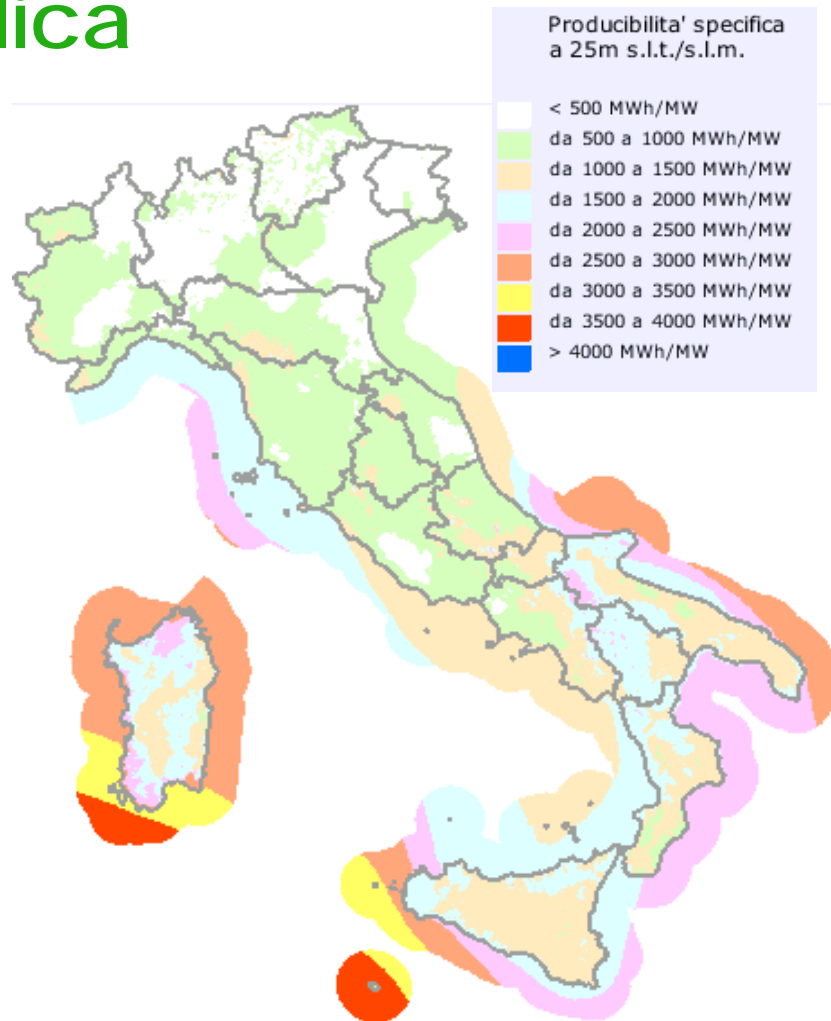 lica
Producibilita' specifica
a 25m s.l.t./s.l.m.
< 500 MWh/MW
da 500 a 1000 MWh/MW
da 1000 a 1500 MWh/MW
da 1500 a 2000 MWh/MW
da 2000 a 2500 MWh/MW
da 2500 a 3000 MWh/MW
da 3000 a 3500 MWh/MW
da 3500 a 4000 MWh/MW
> 4000 MWh/MW